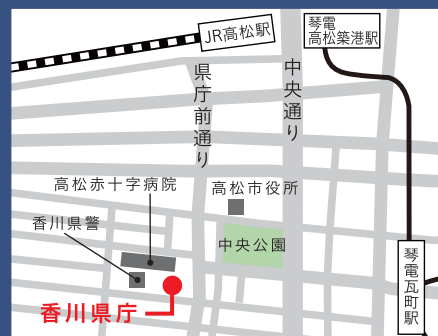 JR高松駅
琴電
高松築港駅
県庁前通り
中央通り
高松赤十字病院
高松市役所
香川県警
中央公園
琴電瓦町駅
香川県庁